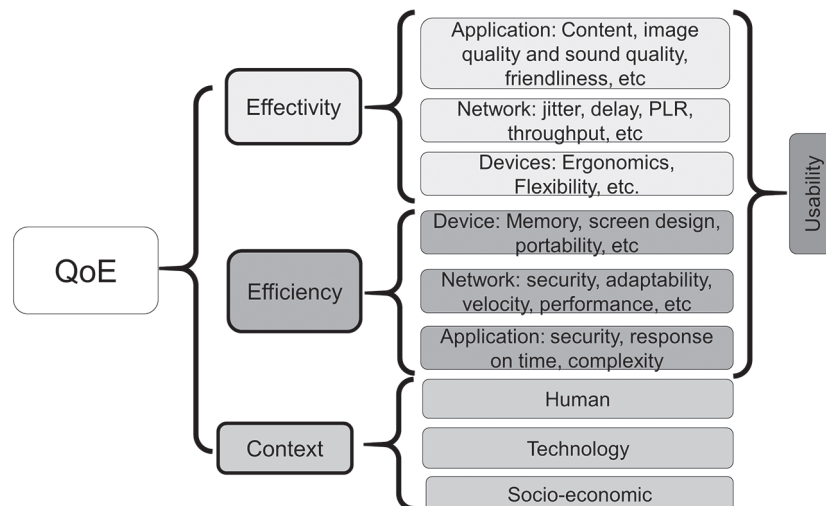 QoE
Effectivity
Application: Content, image
quality and sound quality,
friendliness, etc
Network: jitter, delay, PLR,
throughput, etc
Devices: Ergonomics,
Flexibility, etc.
Efficiency
Device: Memory, screen design,
portability, etc
Network: security, adaptability,
velocity, performance, etc
Application: security, response
on time, complexity
Context
Human
Technology
Socio-economic
Usability